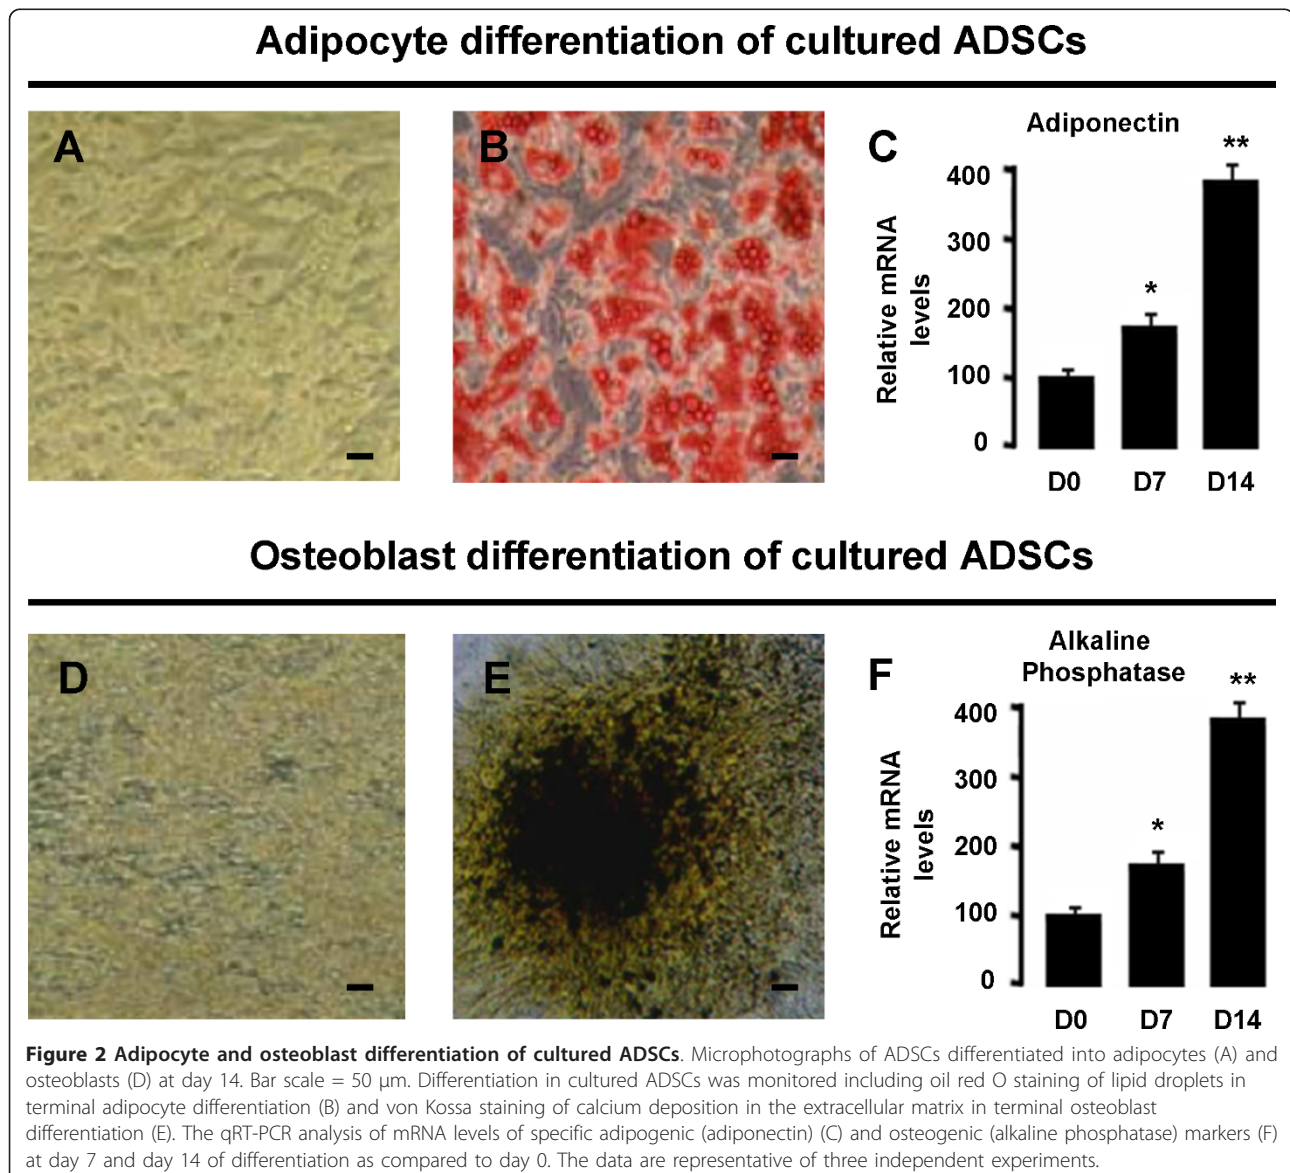 Adipocyte differentiation of cultured ADSCs
A
B
C
Adiponectin
Relative mRNA
levels
400
300
200
100
0
*
**
D0 D7 D14
Osteoblast differentiation of cultured ADSCs
D
E
F
Alkaline
Phosphatase
Relative mRNA
levels
400
300
200
100
0
*
**
D0 D7 D14
Figure 2 Adipocyte and osteoblast differentiation of cultured ADSCs. Microphotographs of ADSCs differentiated into adipocytes (A) and
osteoblasts (D) at day 14. Bar scale = 50 μm. Differentiation in cultured ADSCs was monitored including oil red O staining of lipid droplets in
terminal adipocyte differentiation (B) and von Kossa staining of calcium deposition in the extracellular matrix in terminal osteoblast
differentiation (E). The qRT-PCR analysis of mRNA levels of specific adipogenic (adiponectin) (C) and osteogenic (alkaline phosphatase) markers (F)
at day 7 and day 14 of differentiation as compared to day 0. The data are representative of three independent experiments.